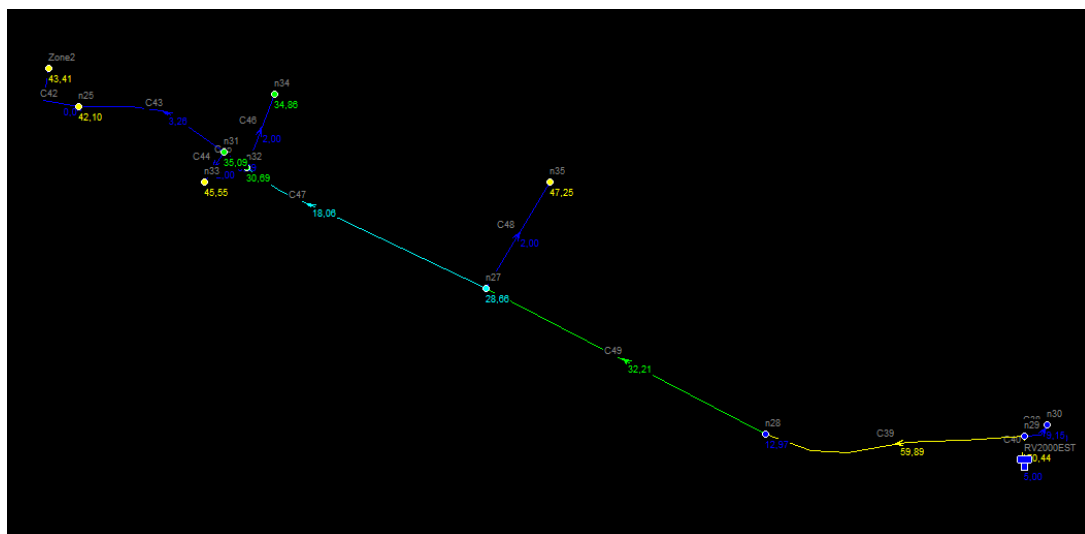 Zone2
43,41
C42
n25
42,10
C43
3,26
n34
34,86
C46
2,00
n31
35,09
C44
n32
30,69
n33
45,55
C47
18,06
n35
47,25
C48
2,00
n27
28,66
C49
32,21
n28
C39
59,89
n30
n29
RV2000EST